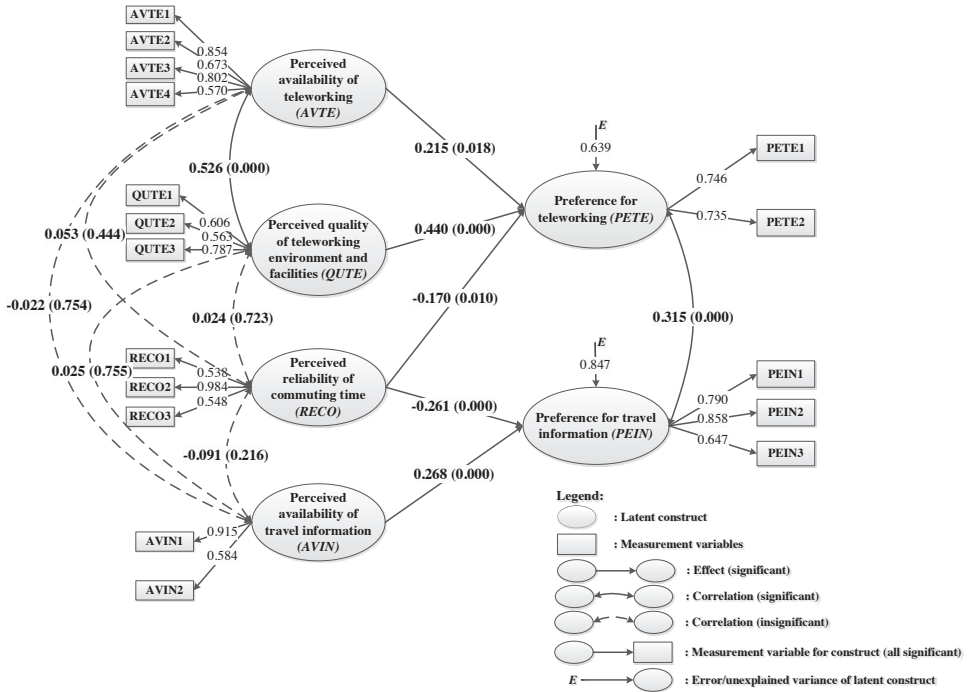 AVTE1
AVTE2
AVTE3
AVTE4
0.854
0.673
0.802
0.570
Perceived
availability of
teleworking
(AVTE)
0.526 (0.000)
0.215 (0.018)
E
0.639
PETE1
0.746
PETE2
0.735
Preference for
teleworking (PETE)
QUTE1
QUTE2
QUTE3
0.606
0.563
0.787
Perceived quality
of teleworking
environment and
facilities (QUTE)
0.440 (0.000)
0.053 (0.444)
-0.170 (0.010)
-0.022 (0.754)
0.024 (0.723)
0.315 (0.000)
0.025 (0.755)
RECO1
RECO2
RECO3
0.538
0.984
0.548
Perceived
reliability of
commuting time
(RECO)
-0.261 (0.000)
E
0.847
Preference for travel
information (PEIN)
PEIN1
PEIN2
PEIN3
0.790
0.858
0.647
-0.091 (0.216)
0.268 (0.000)
Perceived
availability of
travel information
(AVIN)
AVIN1
AVIN2
0.915
0.584
Legend:
: Latent construct
: Measurement variables
: Effect (significant)
: Correlation (significant)
: Correlation (insignificant)
: Measurement variable for construct (all significant)
E
: Error/unexplained variance of latent construct